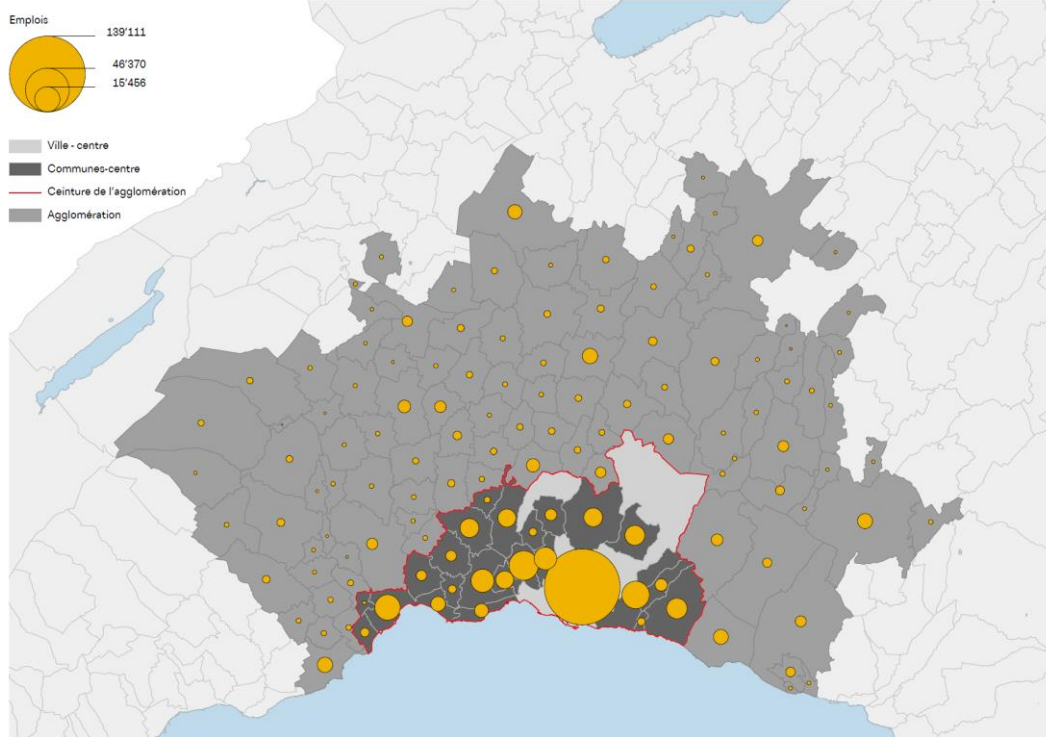 Emplois
139'111
46'370
15'456
Ville - centre
Communes-centre
Ceinture de l'agglomération
Agglomération